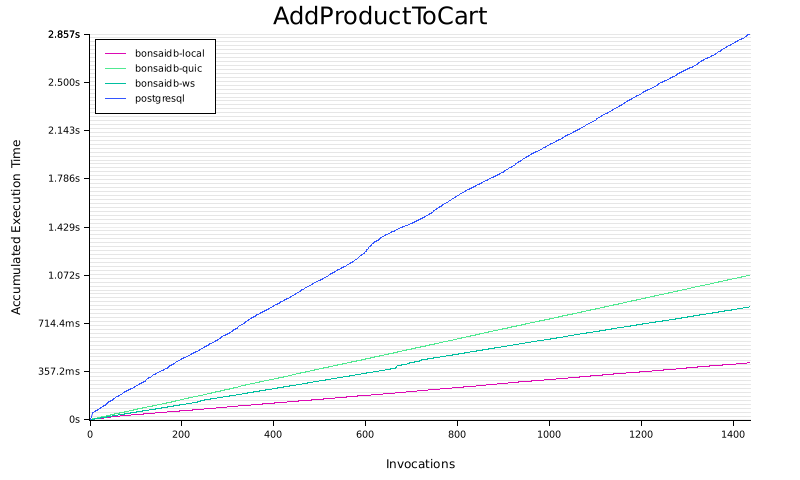 AddProductToCart
2.857s
bonsaidb-local
bonsaidb-quic
bonsaidb-ws
postgresql
2.500s
2.143s
1.786s
1.429s
1.072s
714.4ms
357.2ms
0s
Accumulated Execution Time
0
200
400
600
800
1000
1200
1400
Invocations